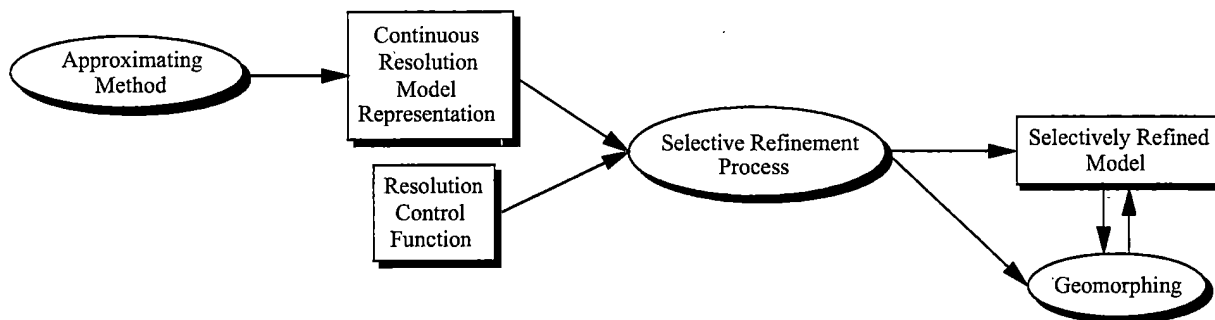 Approximating
Method
Continuous
Resolution
Model
Representation
Resolution
Control
Function
Selective Refinement
Process
Selectively Refined
Model
Geomorphing